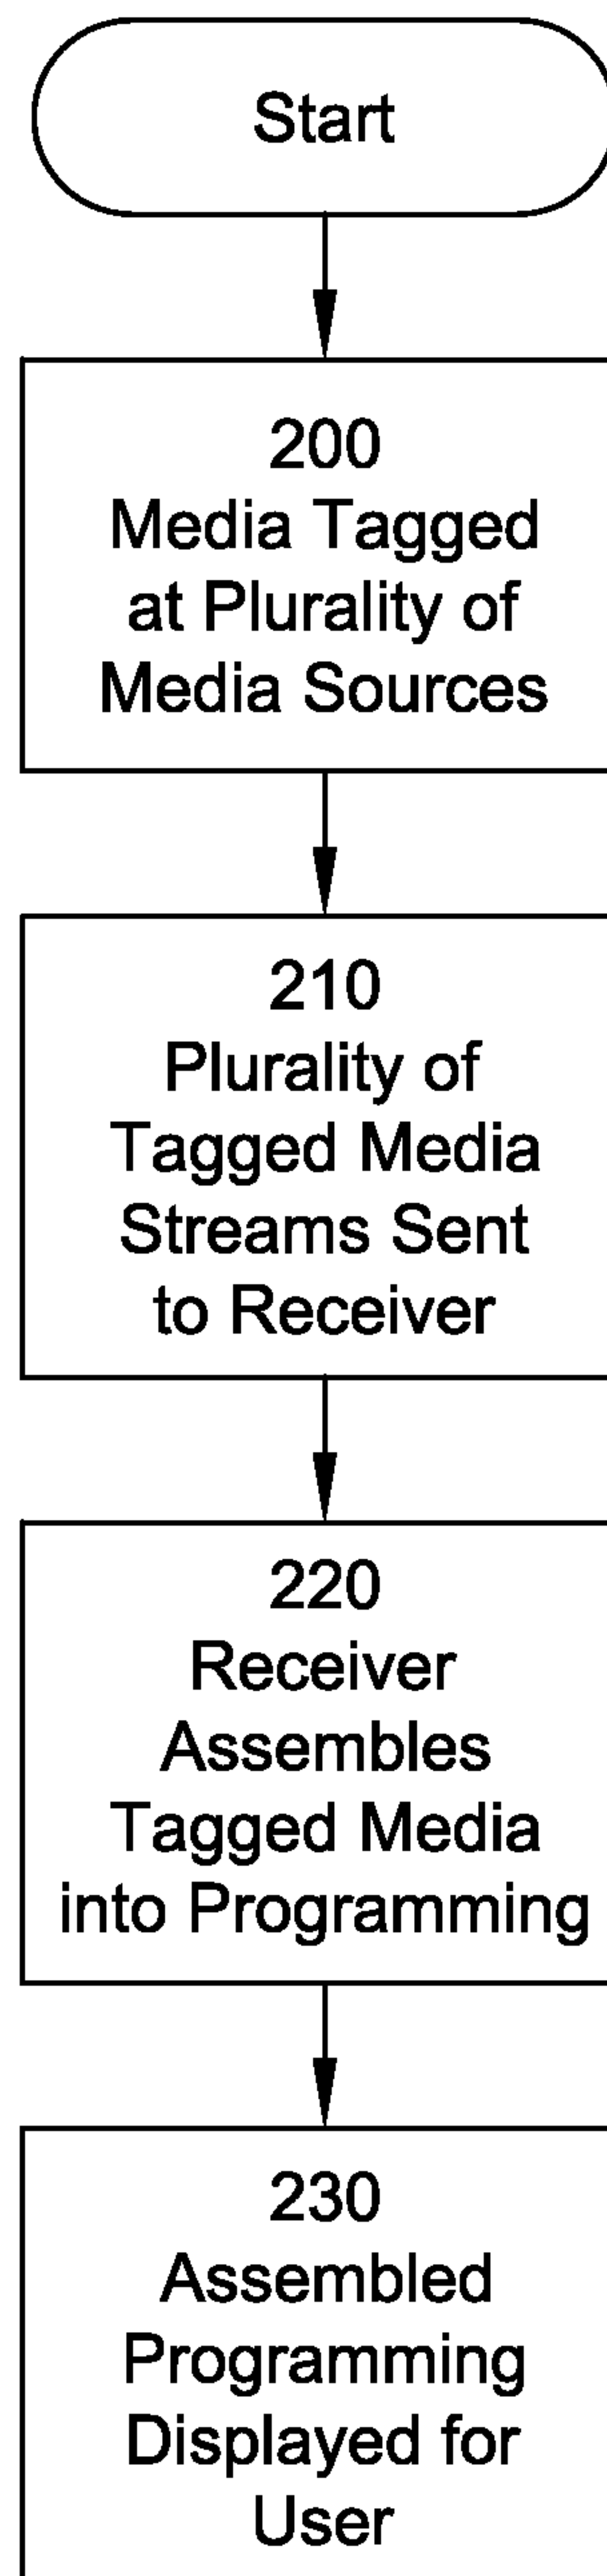 Start
200
Media Tagged
at Plurality of
Media Sources
210
Plurality of
Tagged Media
Streams Sent
to Receiver
220
Receiver
Assembles
Tagged Media
into Programming
230
Assembled
Programming
Displayed for
User